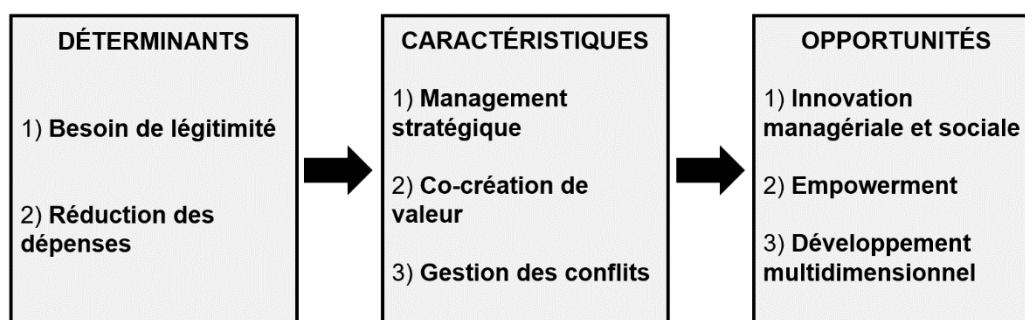 DÉTERMINANTS
1) Besoin de légitimité
2) Réduction des
dépenses
CARACTÉRISTIQUES
1) Management
stratégique
2) Co-création de
valeur
3) Gestion des conflits
OPPORTUNITÉS
1) Innovation
managériale et sociale
2) Empowerment
3) Développement
multidimensionnel